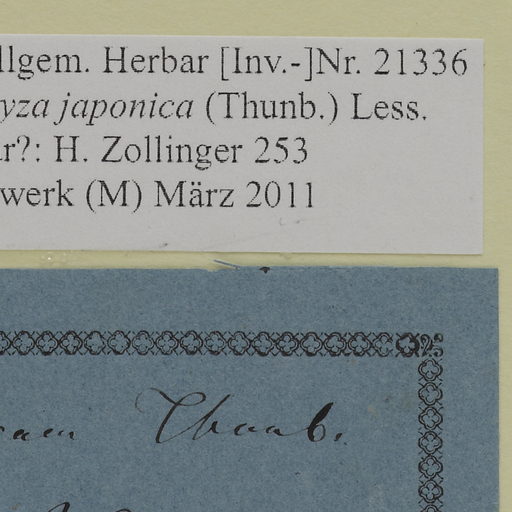 llgem. Herbar [Inv.-]Nr. 21336
yza japonica (Thunb.) Less.
r?: H. Zollinger 253
werk (M) März 2011
Thunb.